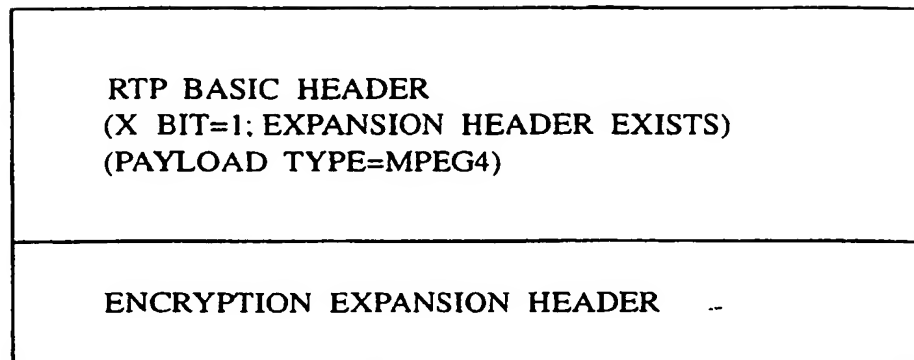 RTP BASIC HEADER
(X BIT=1; EXPANSION HEADER EXISTS)
(PAYLOAD TYPE=MPEG4)
ENCRYPTION EXPANSION HEADER